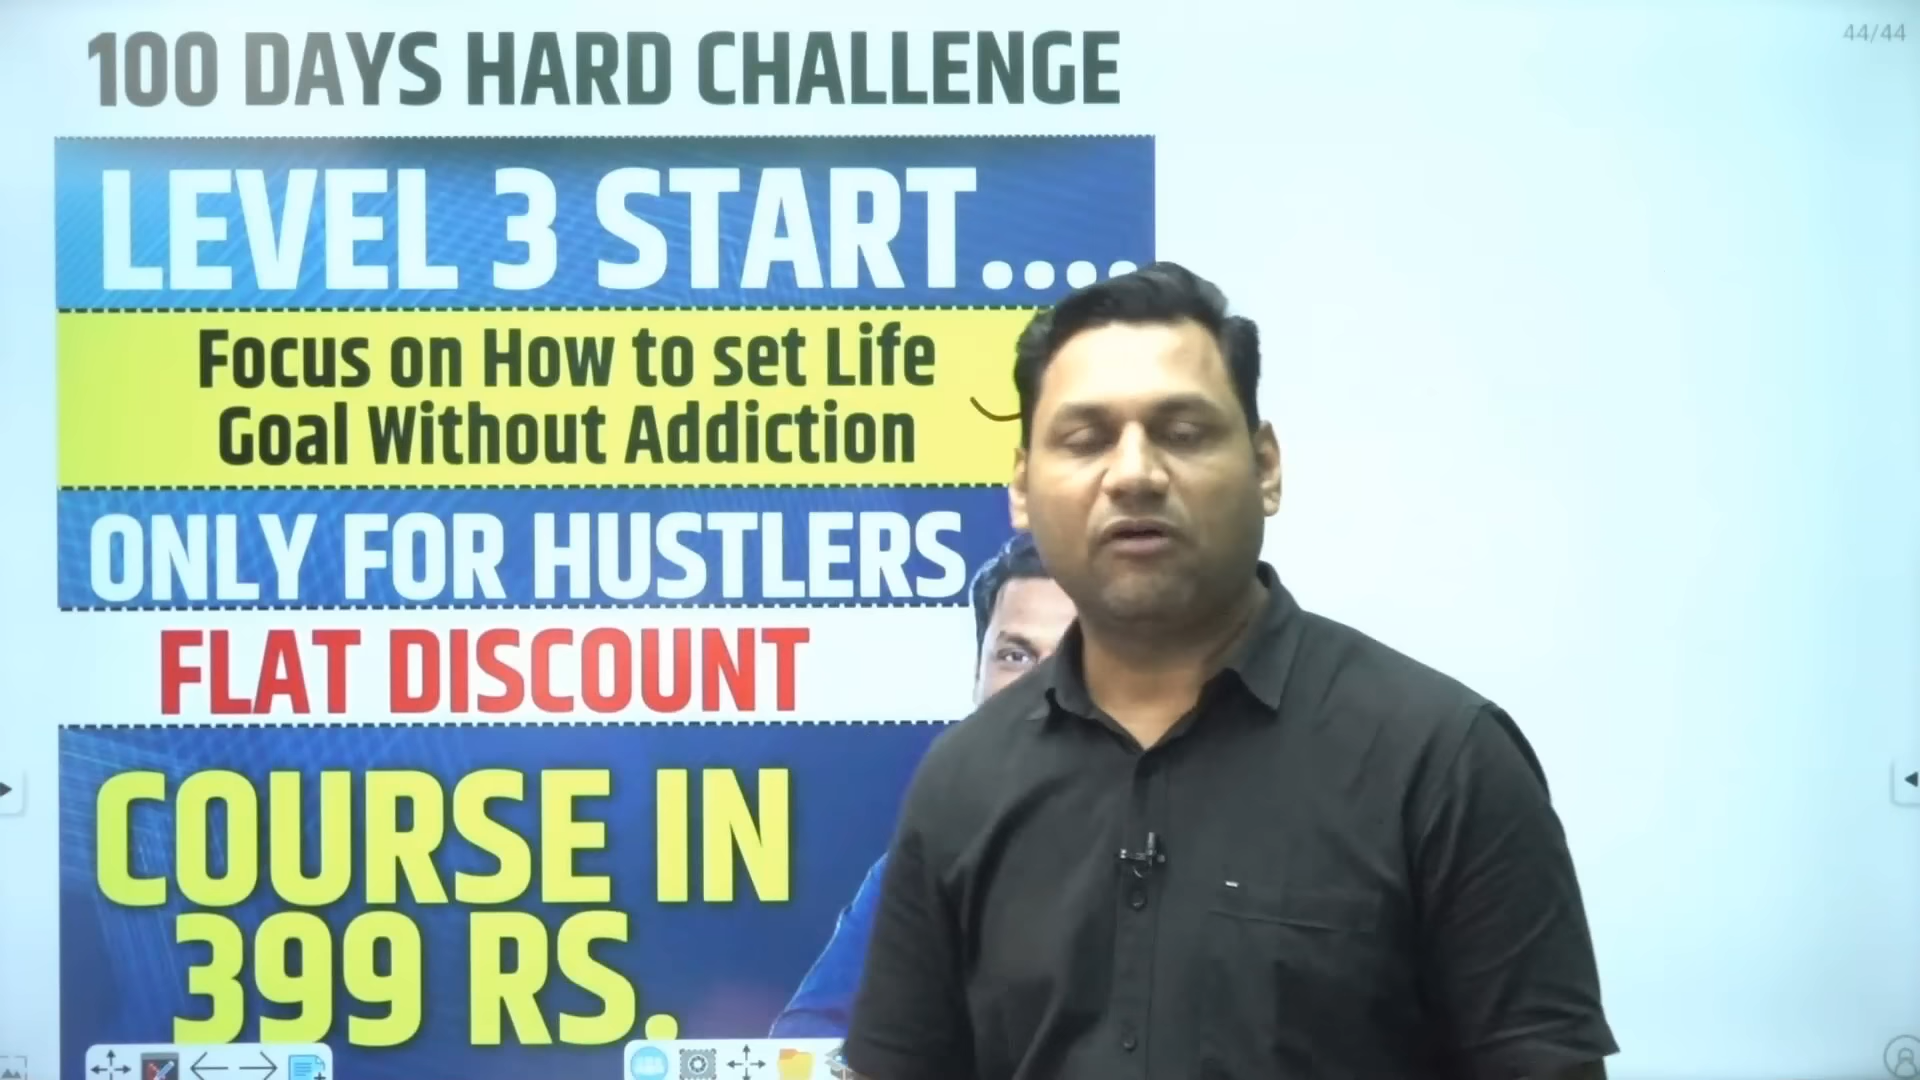 44/44
100 DAYS HARD CHALLENGE
LEVEL 3 START....
Focus on How to set Life
Goal Without Addiction
ONLY FOR HUSTLERS
FLAT DISCOUNT
COURSE IN
399 RS.